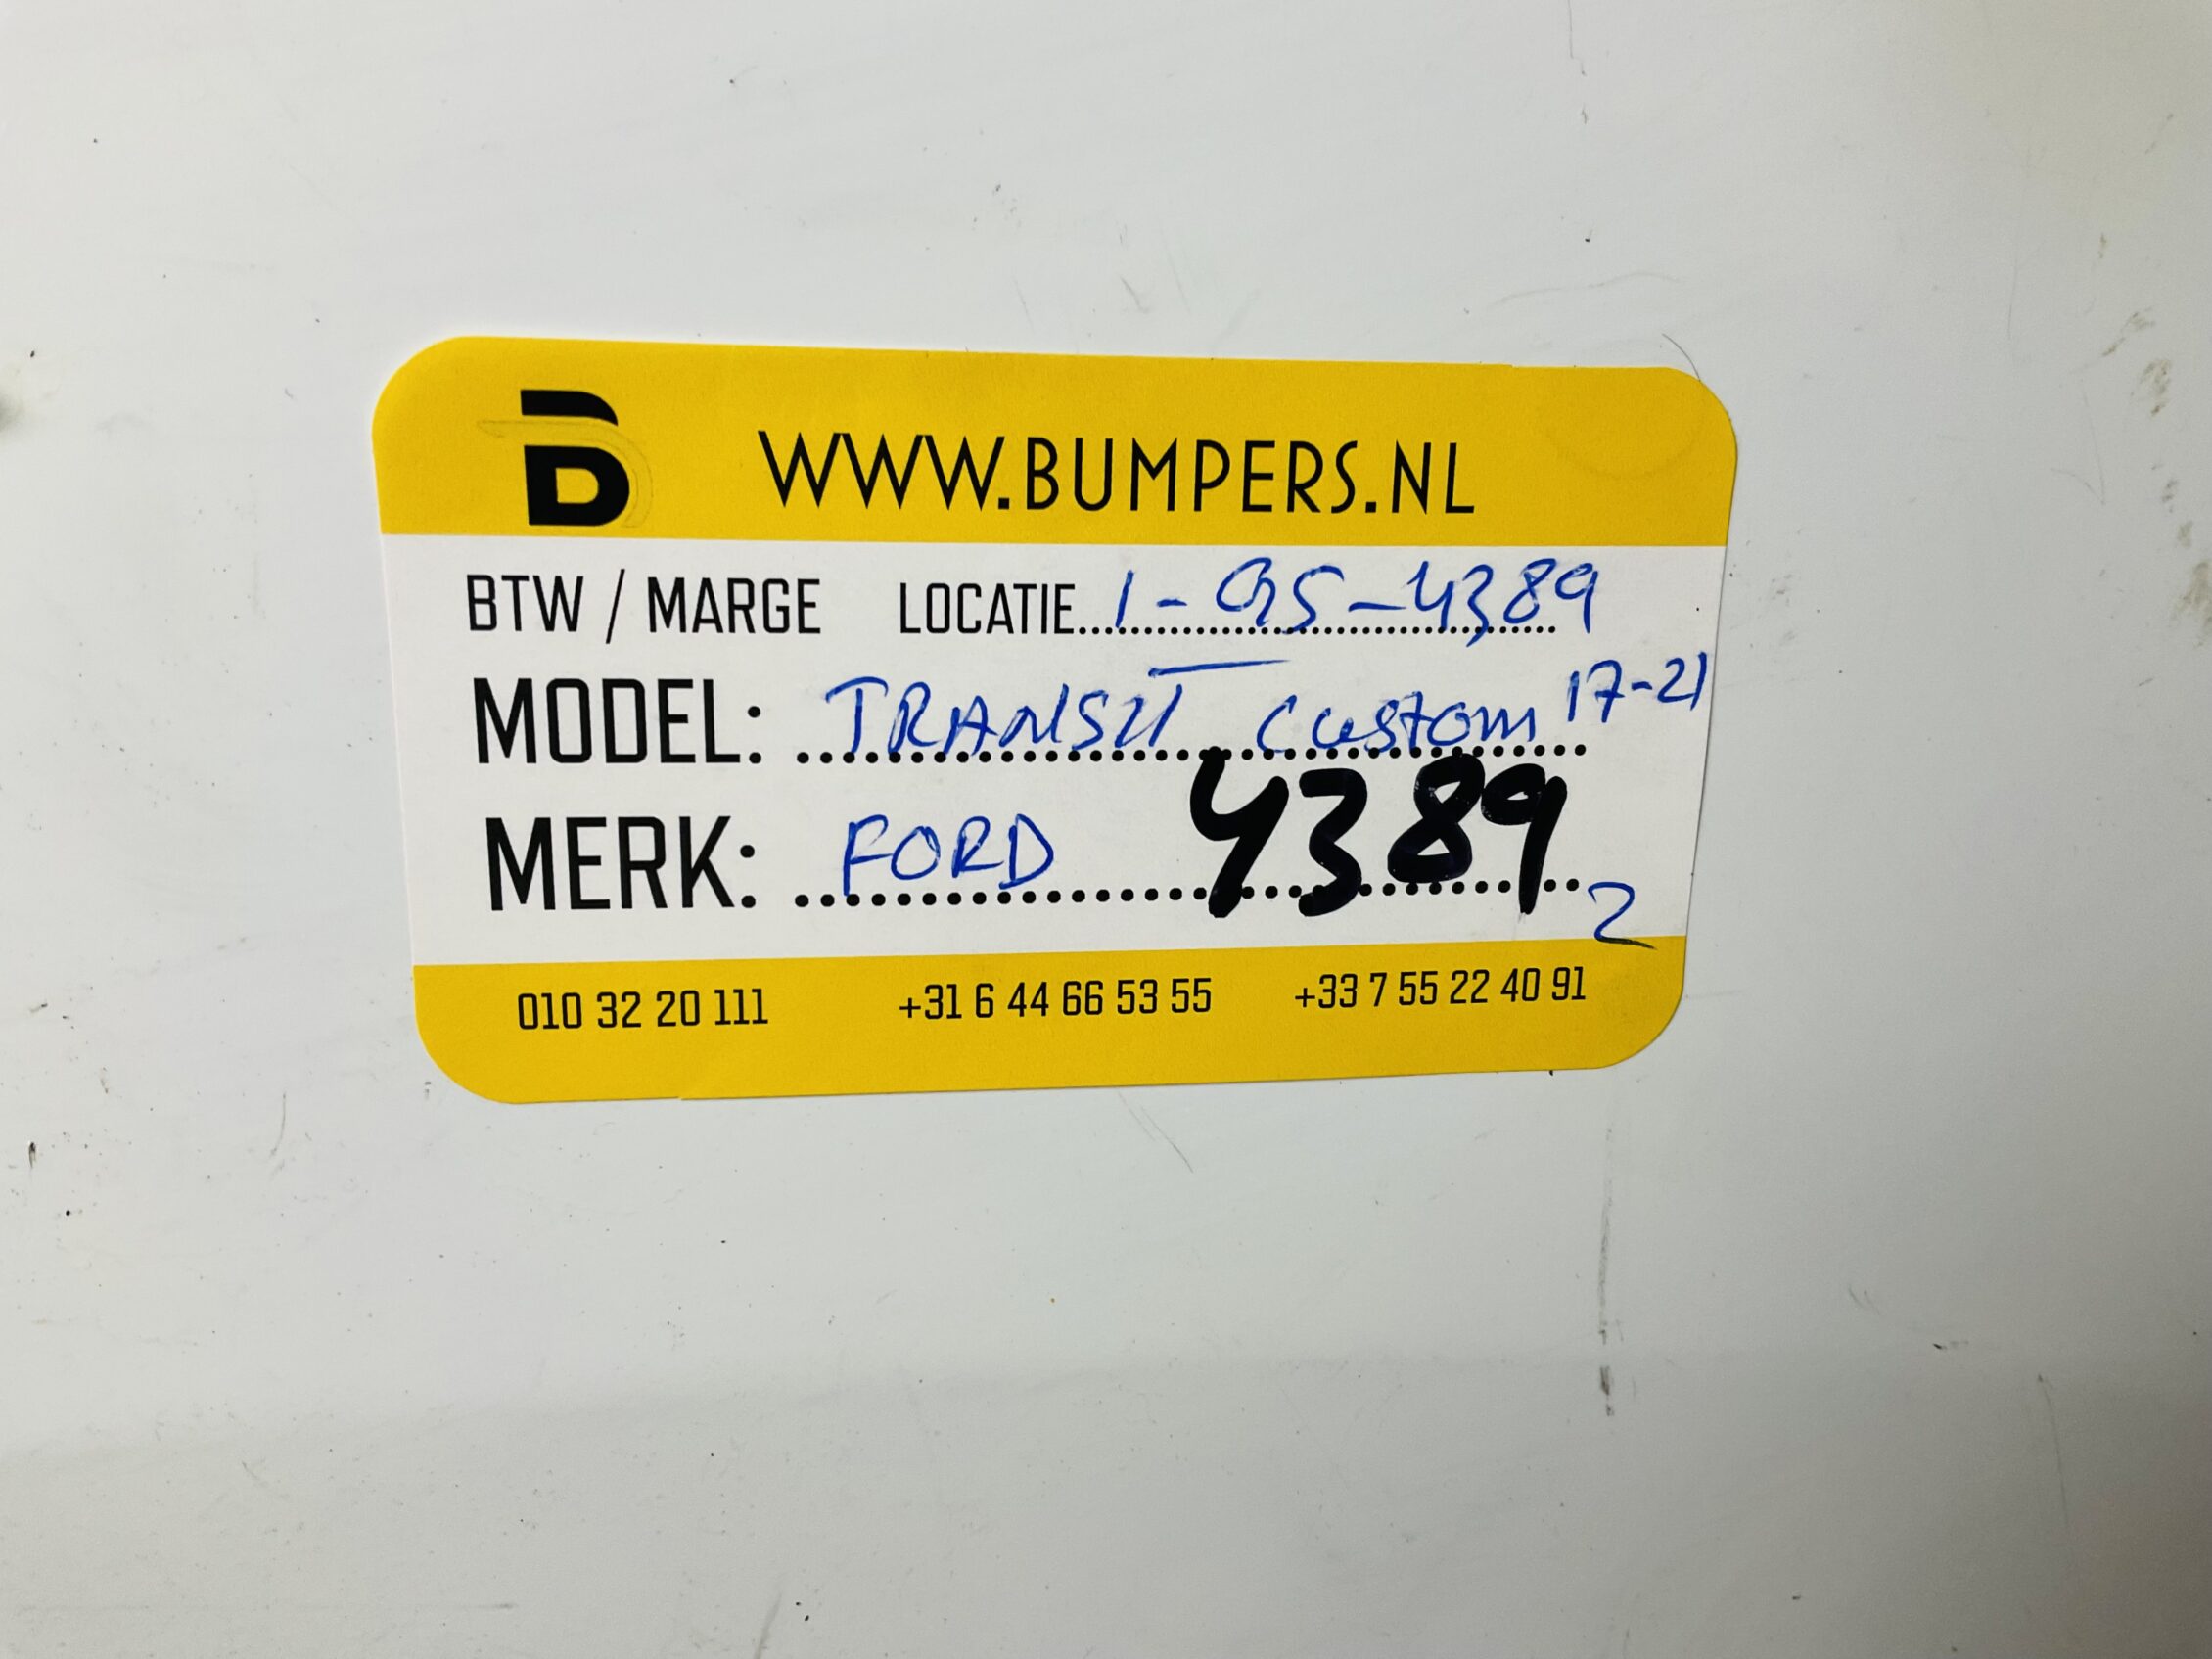 B WWW.BUMPERS.NL
BTW / MARGE LOCATIE...1-G15-4389
MODEL: TRANSIT custom 17-21
MERK: FORD 4389 2
010 32 20 111 +31 6 44 66 53 55 +33 7 55 22 40 91